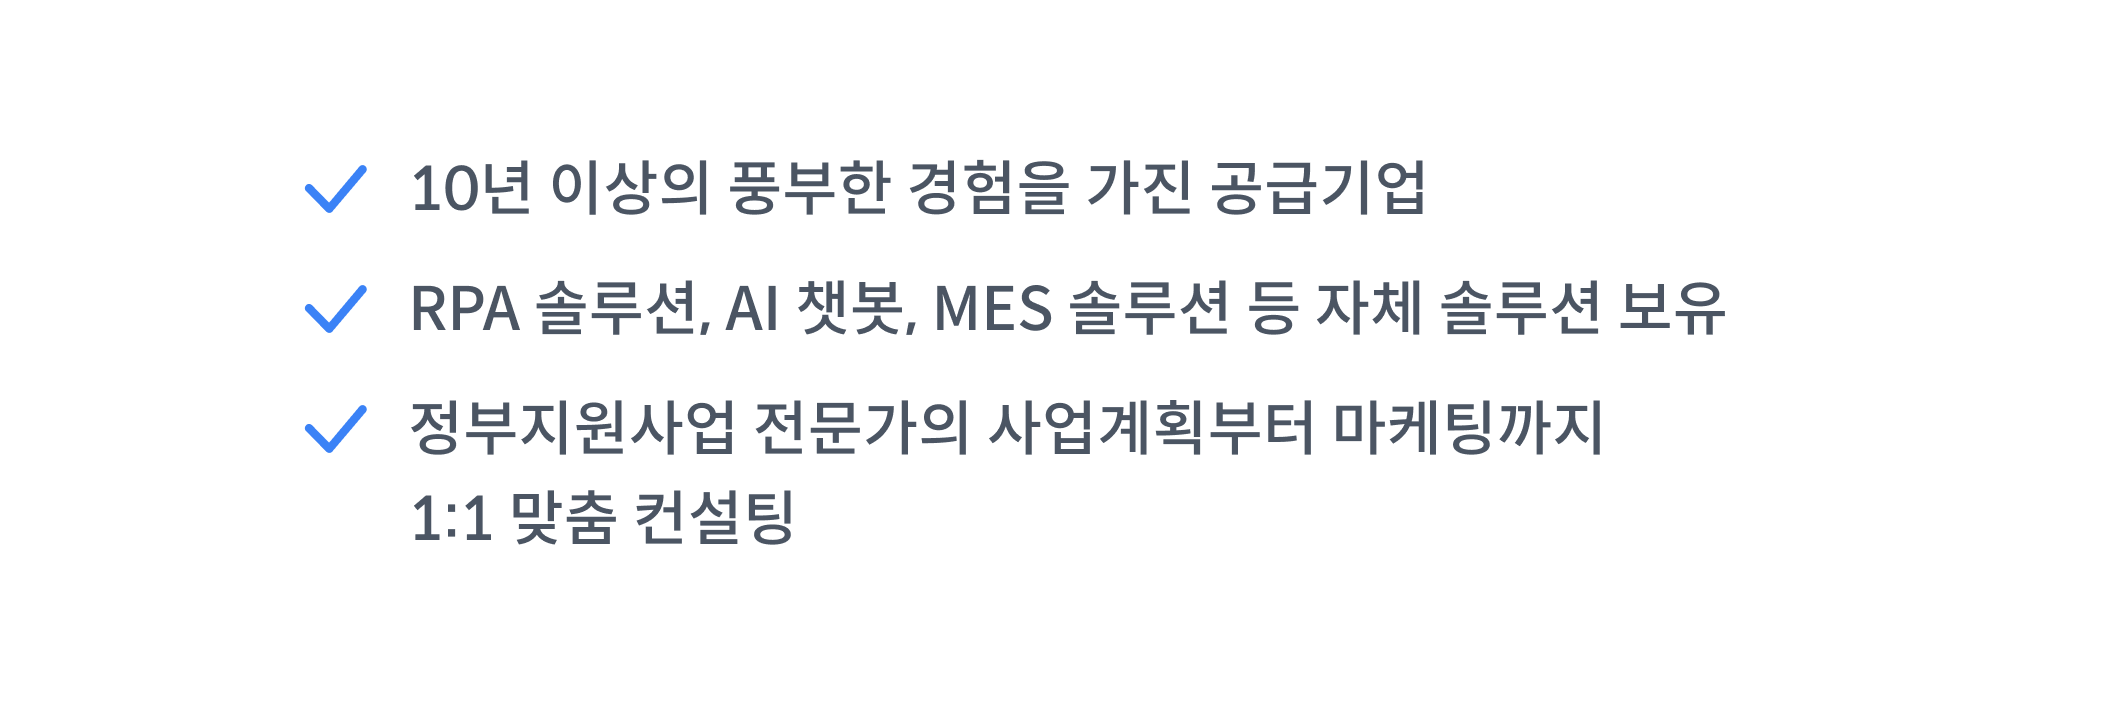 10년 이상의 풍부한 경험을 가진 공급기업
RPA 솔루션, AI 챗봇, MES 솔루션 등 자체 솔루션 보유
정부지원사업 전문가의 사업계획부터 마케팅까지
1:1 맞춤 컨설팅